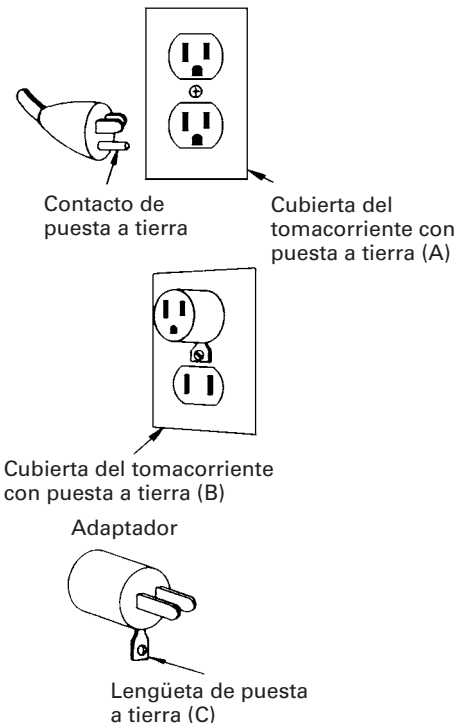 Contacto de
puesta a tierra
Cubierta del
tomacorriente con
puesta a tierra (A)
Cubierta del tomacorriente
con puesta a tierra (B)
Adaptador
Lengüeta de puesta
a tierra (C)